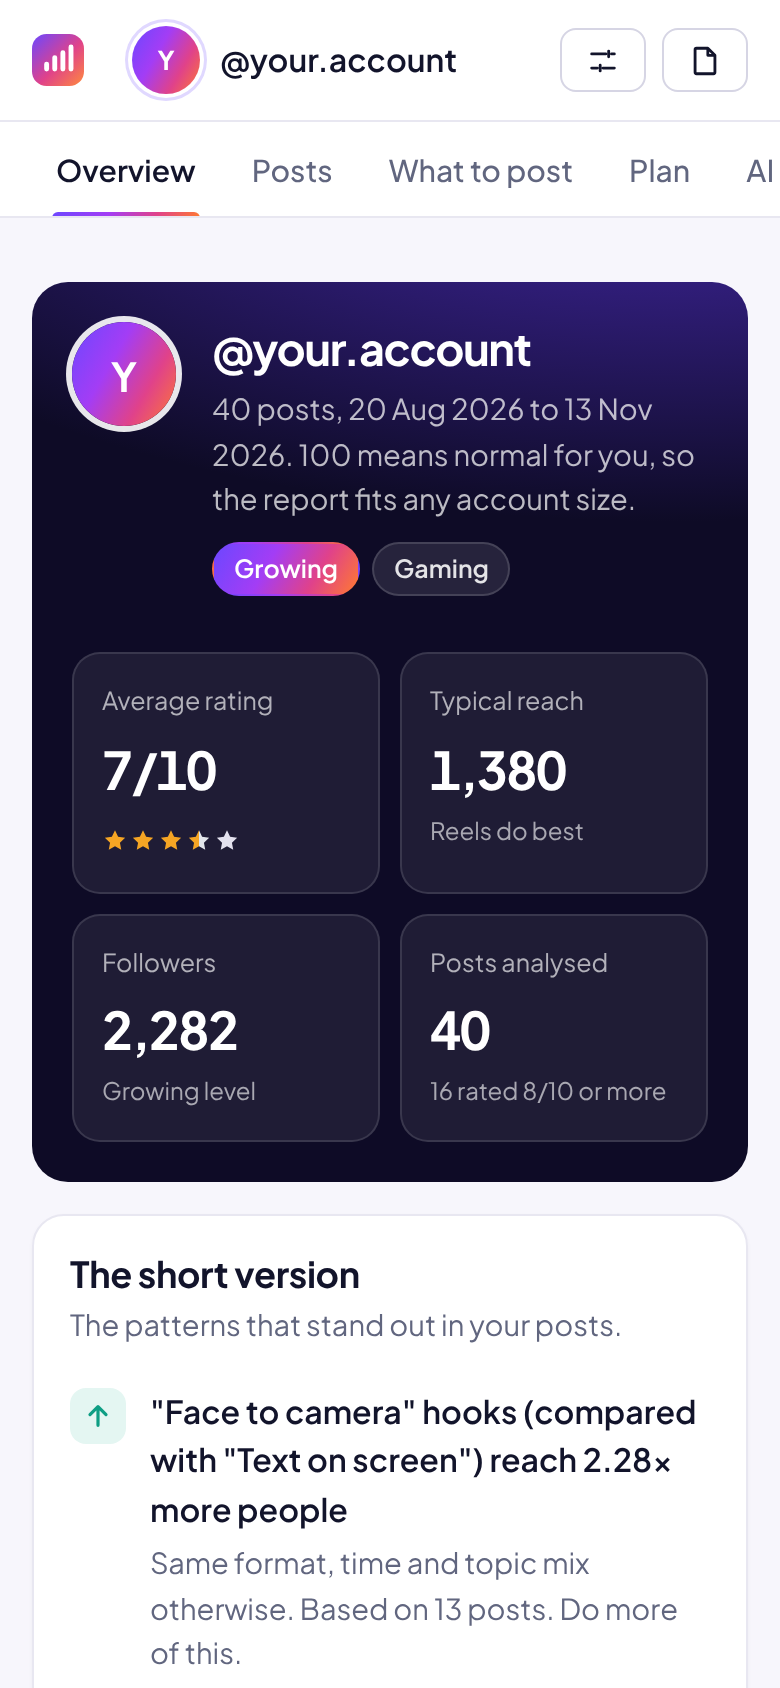 Y
@your.account
Overview
Posts
What to post
Plan
AI
Y
@your.account
40 posts, 20 Aug 2026 to 13 Nov
2026. 100 means normal for you, so
the report fits any account size.
Growing
Gaming
Average rating
7/10
Typical reach
1,380
Reels do best
Followers
2,282
Growing level
Posts analysed
40
16 rated 8/10 or more
The short version
The patterns that stand out in your posts.
"Face to camera" hooks (compared
with "Text on screen") reach 2.28×
more people
Same format, time and topic mix
otherwise. Based on 13 posts. Do more
of this.